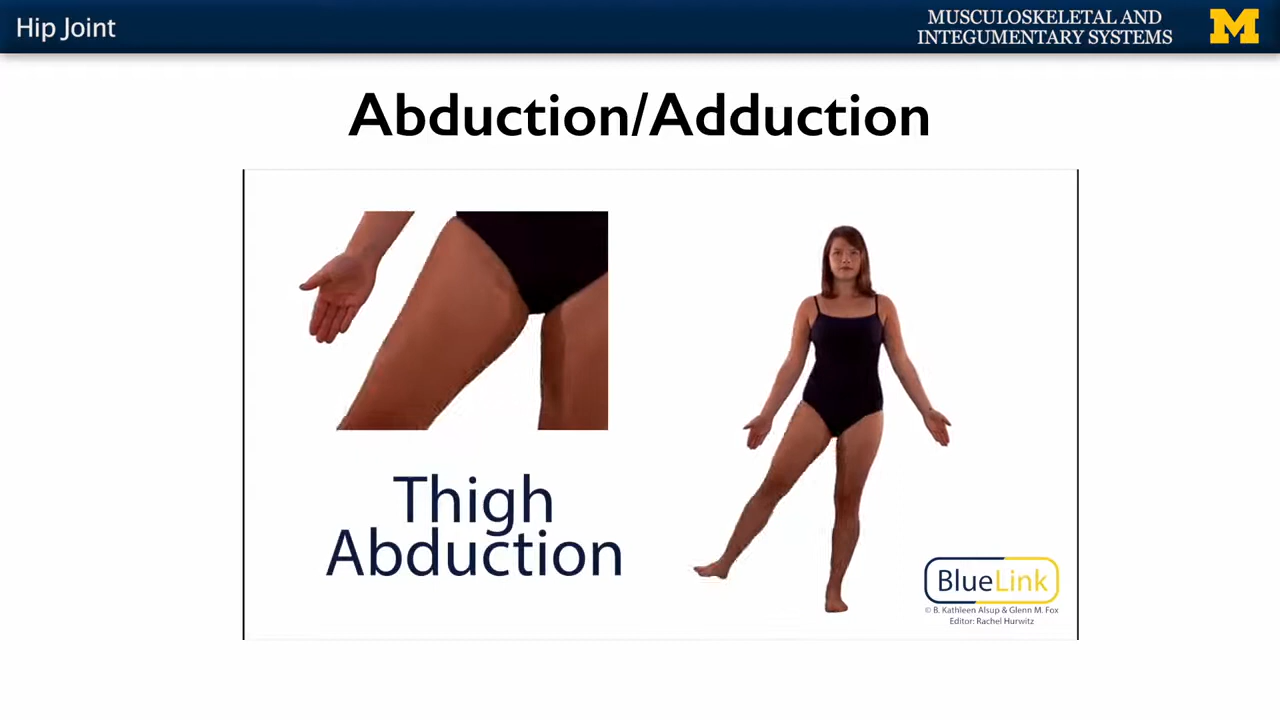 Hip Joint
MUSCULOSKELETAL AND
INTEGUMENTARY SYSTEMS
M
Abduction/Adduction
Thigh
Abduction
BlueLink
© B. Kathleen Alsup & Glenn M. Fox
Editor: Rachel Hurwitz